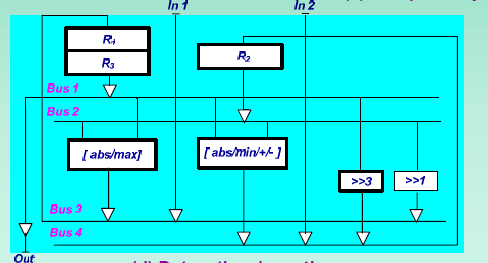 In 1
In 2
R1
R3
R2
Bus 1
Bus 2
[ abs/max]
[ abs/min/+/- ]
>>3
>>1
Bus 3
Bus 4
Out